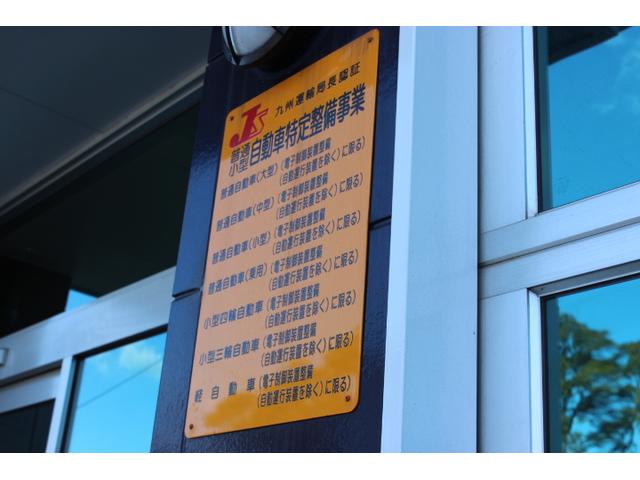 JS 九州運輸局長認証
普通 小型 自動車特定整備事業
普通自動車(大型)(電子制御装置整備
(自動運行装置を除く)に限る)
普通自動車(中型)(電子制御装置整備
(自動運行装置を除く)に限る)
普通自動車(小型)(電子制御装置整備
(自動運行装置を除く)に限る)
普通自動車(乗用)(電子制御装置整備
(自動運行装置を除く)に限る)
小型四輪自動車(電子制御装置整備
(自動運行装置を除く)に限る)
小型三輪自動車(電子制御装置整備
(自動運行装置を除く)に限る)
軽自動車(電子制御装置整備
(自動運行装置を除く)に限る)